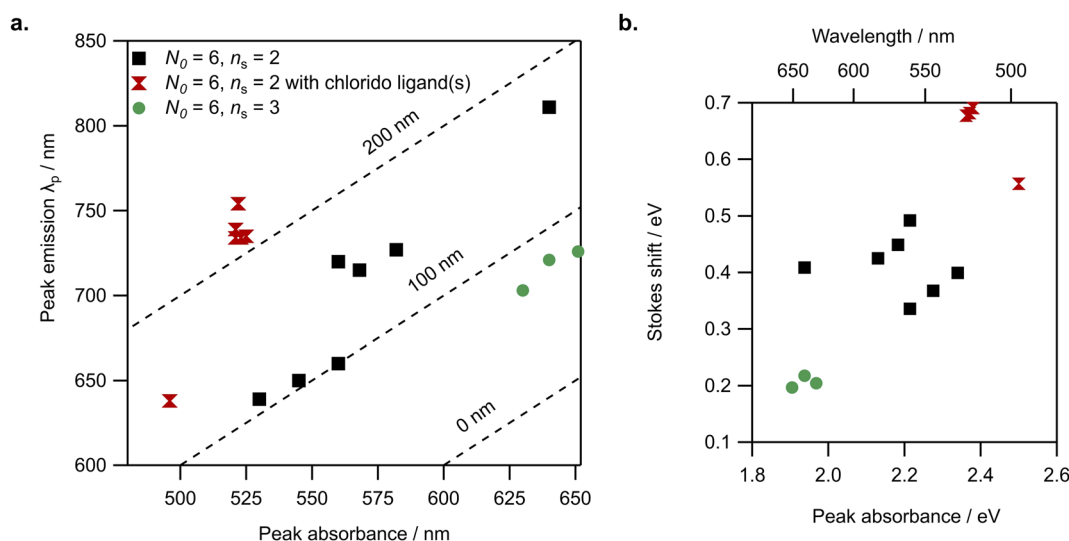 a.
850
800
750
700
650
600
Peak emission λp / nm
N0 = 6, ns = 2
N0 = 6, ns = 2 with chlorido ligand(s)
N0 = 6, ns = 3
200 nm
100 nm
0 nm
500 525 550 575 600 625 650
Peak absorbance / nm
b.
Wavelength / nm
650 600 550 500
0.7
0.6
0.5
0.4
0.3
0.2
0.1
Stokes shift / eV
1.8 2.0 2.2 2.4 2.6
Peak absorbance / eV